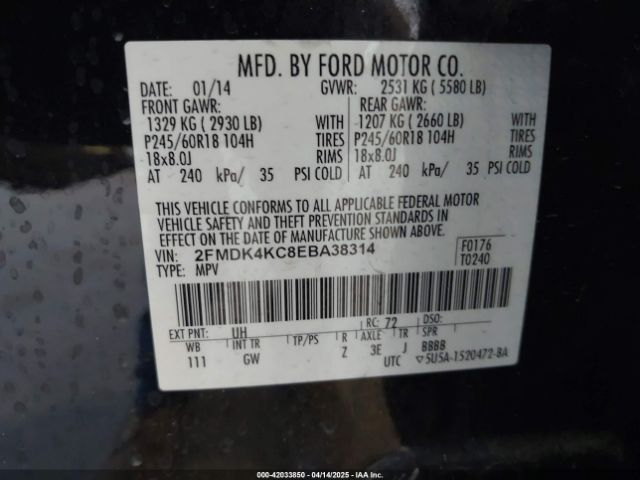 MFD. BY FORD MOTOR CO.
DATE: 01/14 GVWR: 2531 KG ( 5580 LB)
FRONT GAWR: REAR GAWR:
1329 KG ( 2930 LB) WITH 1207 KG ( 2660 LB) WITH
P245/60R18 104H TIRES P245/60R18 104H TIRES
18x8.0J RIMS 18x8.0J RIMS
AT 240 kPa/ 35 PSI COLD AT 240 kPa/ 35 PSI COLD
THIS VEHICLE CONFORMS TO ALL APPLICABLE FEDERAL MOTOR
VEHICLE SAFETY AND THEFT PREVENTION STANDARDS IN
EFFECT ON THE DATE OF MANUFACTURE SHOWN ABOVE.
VIN: 2FMDK4KC8EBA38314 F0176
TYPE: MPV T0240
EXT PNT: UH RC: 72 DSO:
WB INT TR TP/PS R AXLE TR SPR
111 GW Z 3E J BBBB
UTC ▽5U5A-1520472-BA
000-42033850 04/14/2025 - IAAI.COM